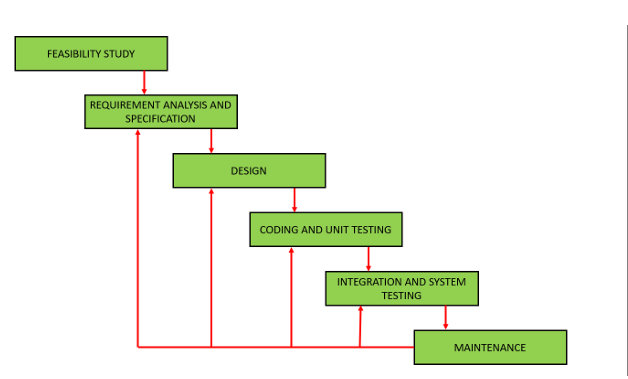 FEASIBILITY STUDY
REQUIREMENT ANALYSIS AND
SPECIFICATION
DESIGN
CODING AND UNIT TESTING
INTEGRATION AND SYSTEM
TESTING
MAINTENANCE